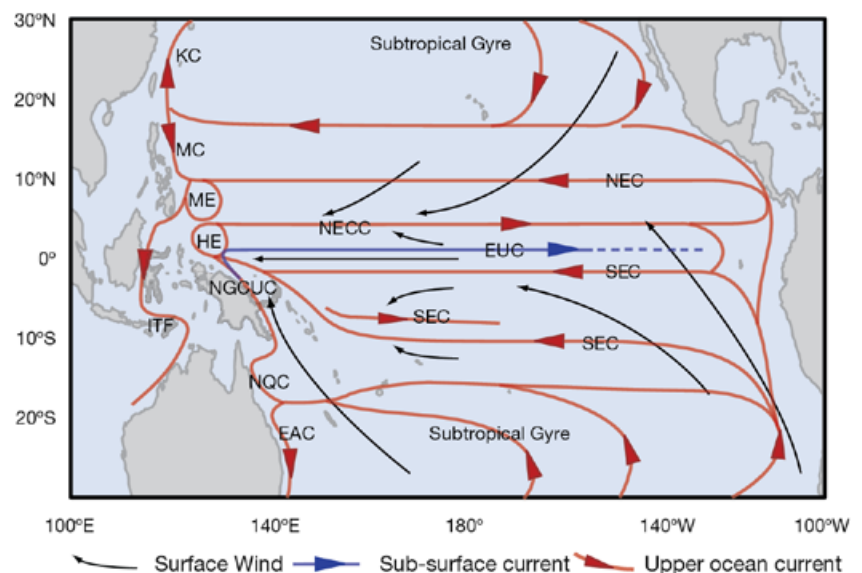 30°N
20°N
10°N
0°
10°S
20°S
Subtropical Gyre
KC
MC
ME
NEC
NECC
HE
EUC
SEC
NGCUC
SEC
ITF
SEC
NQC
EAC
Subtropical Gyre
100°E
140°E
180°
140°W
100°W
Surface Wind
Sub-surface current
Upper ocean current